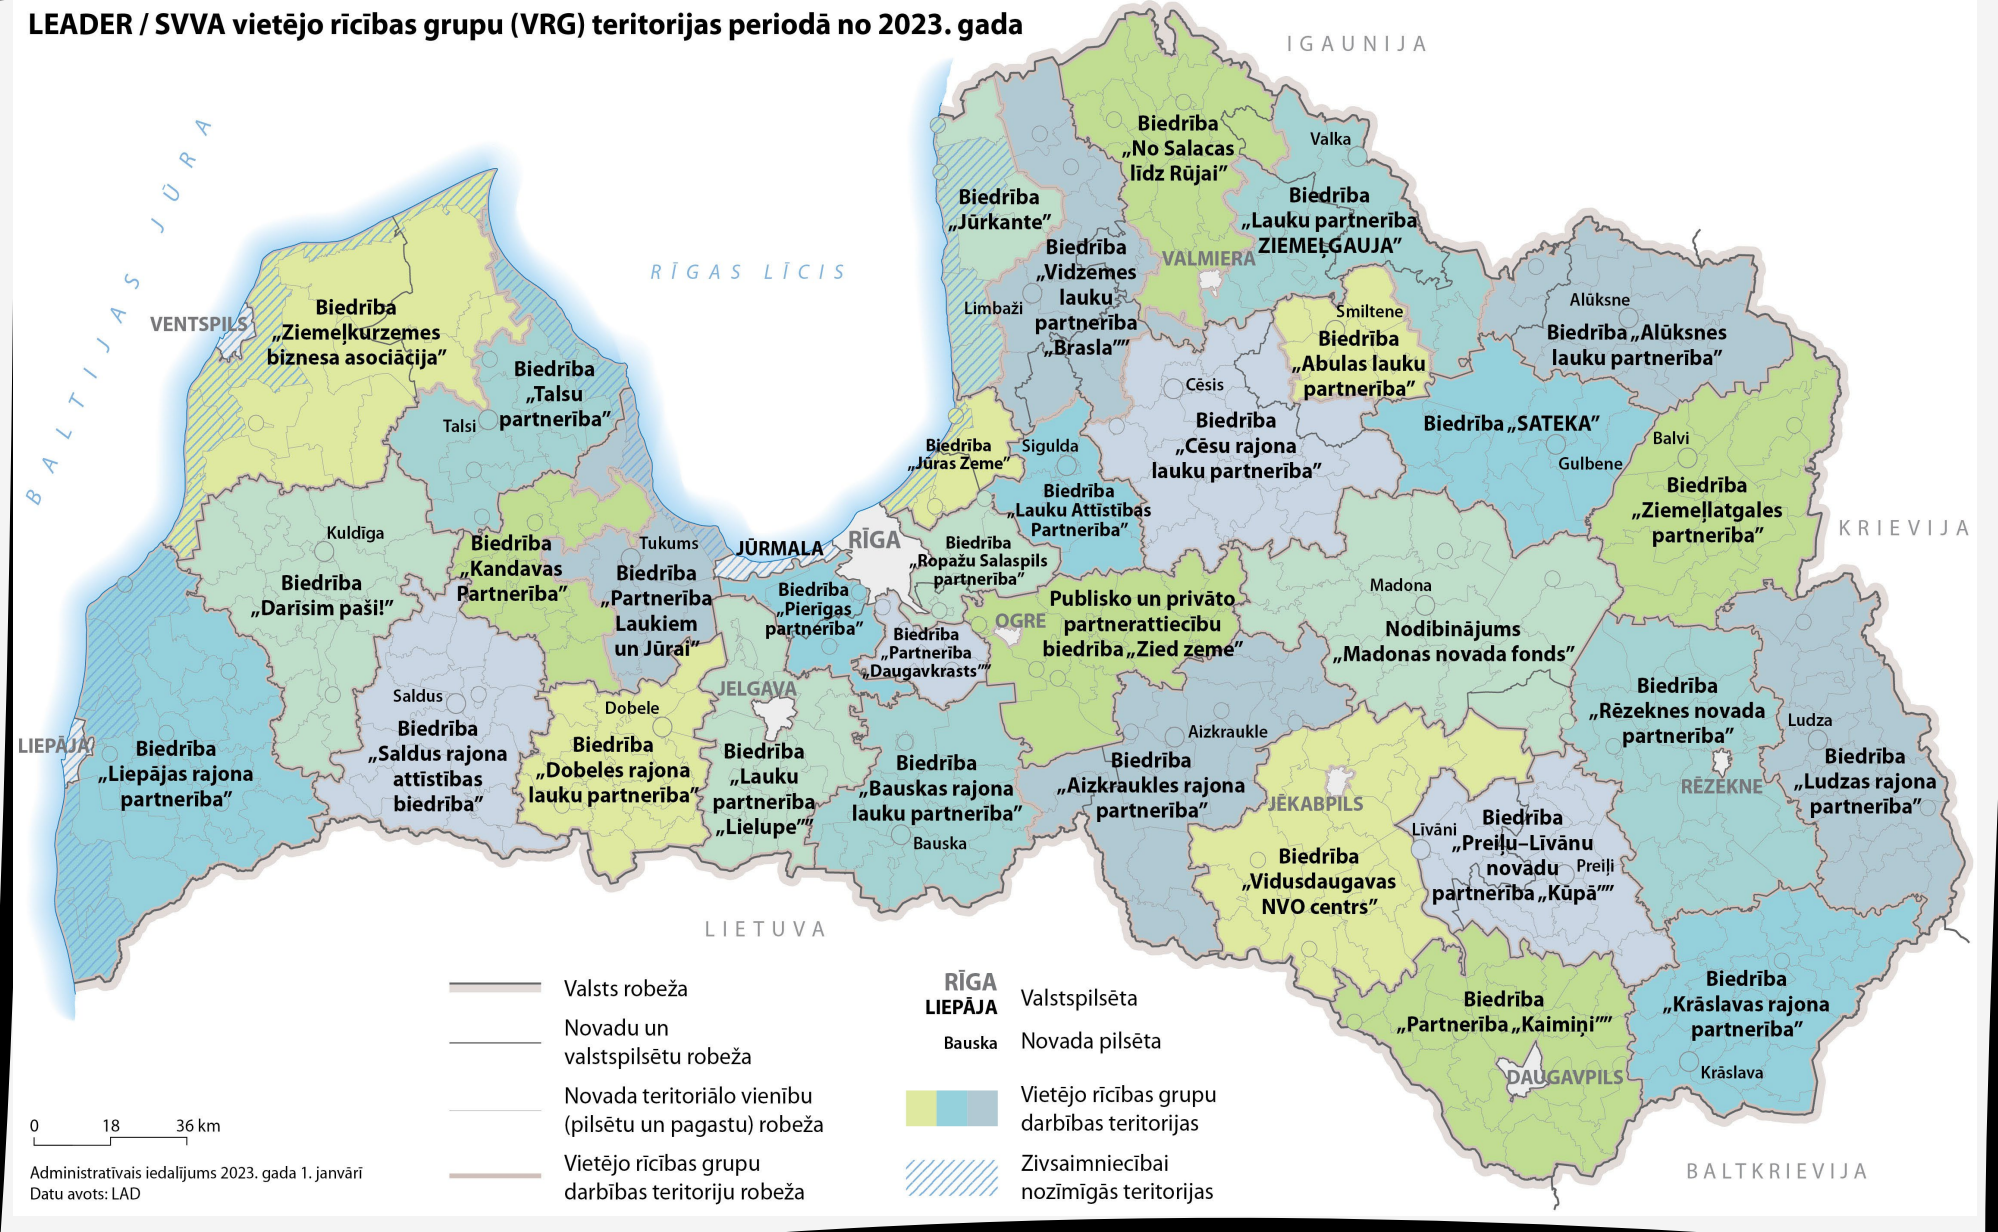 LEADER / SVVA vietējo rīcības grupu (VRG) teritorijas periodā no 2023. gada
IGAUNIJA
BALTIJAS JŪRA
RĪGAS LĪCIS
KRIEVIJA
LIETUVA
BALTKRIEVIJA
VENTSPILS
Biedrība
„Ziemeļkurzemes
biznesa asociācija”
Biedrība
„Talsu
partnerība”
Talsi
Kuldīga
Biedrība
„Darīsim paši!”
Biedrība
„Kandavas
Partnerība”
Tukums
Biedrība
„Partnerība
Laukiem
un Jūrai”
LIEPĀJA
Biedrība
„Liepājas rajona
partnerība”
Saldus
Biedrība
„Saldus rajona
attīstības
biedrība”
Dobele
Biedrība
„Dobeles rajona
lauku partnerība”
JELGAVA
Biedrība
„Lauku
partnerība
„Lielupe””
JŪRMALA
RĪGA
Biedrība
„Pierīgas
partnerība”
Biedrība
„Partnerība
„Daugavkrasts””
Biedrība
„Ropažu Salaspils
partnerība”
Biedrība
„Jūras Zeme”
Sigulda
Biedrība
„Lauku Attīstības
Partnerība”
Biedrība
„Jūrkante”
Limbaži
Biedrība
„Vidzemes
lauku
partnerība
„Brasla””
Biedrība
„No Salacas
līdz Rūjai”
VALMIERA
Valka
Biedrība
„Lauku partnerība
ZIEMEĻGAUJA”
Smiltene
Biedrība
„Abulas lauku
partnerība”
Cēsis
Biedrība
„Cēsu rajona
lauku partnerība”
Alūksne
Biedrība „Alūksnes
lauku partnerība”
Biedrība „SATEKA”
Gulbene
Balvi
Biedrība
„Ziemeļlatgales
partnerība”
OGRE
Publisko un privāto
partnerattiecību
biedrība „Zied zeme”
Madona
Nodibinājums
„Madonas novada fonds”
Biedrība
„Bauskas rajona
lauku partnerība”
Bauska
Aizkraukle
Biedrība
„Aizkraukles rajona
partnerība”
JĒKABPILS
Biedrība
„Vidusdaugavas
NVO centrs”
Līvāni
Preiļi
Biedrība
„Preiļu–Līvānu
novadu
partnerība „Kūpā””
Biedrība
„Rēzeknes novada
partnerība”
RĒZEKNE
Ludza
Biedrība
„Ludzas rajona
partnerība”
Biedrība
„Partnerība „Kaimiņi””
DAUGAVPILS
Biedrība
„Krāslavas rajona
partnerība”
Krāslava
Valsts robeža
Novadu un
valstspilsētu robeža
Novada teritoriālo vienību
(pilsētu un pagastu) robeža
Vietējo rīcības grupu
darbības teritoriju robeža
RĪGA
LIEPĀJA
Valstspilsēta
Bauska
Novada pilsēta
Vietējo rīcības grupu
darbības teritorijas
Zivsaimniecībai
nozīmīgās teritorijas
0 18 36 km
Administratīvais iedalījums 2023. gada 1. janvārī
Datu avots: LAD